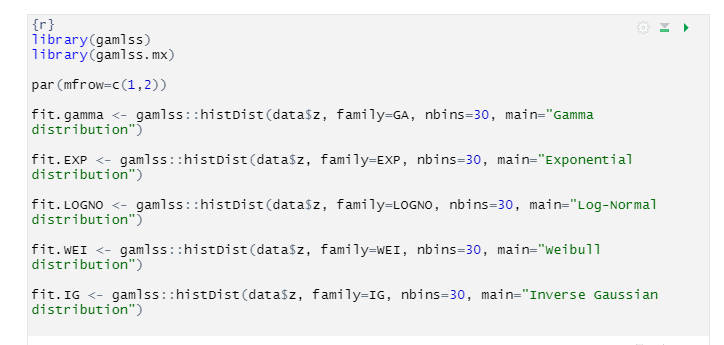 {r}
library(gamlss)
library(gamlss.mx)
par(mfrow=c(1,2))
fit.gamma <- gamlss::histDist(data$z, family=GA, nbins=30, main="Gamma
distribution")
fit.EXP <- gamlss::histDist(data$z, family=EXP, nbins=30, main="Exponential
distribution")
fit.LOGNO <- gamlss::histDist(data$z, family=LOGNO, nbins=30, main="Log-Normal
distribution")
fit.WEI <- gamlss::histDist(data$z, family=WEI, nbins=30, main="Weibull
distribution")
fit.IG <- gamlss::histDist(data$z, family=IG, nbins=30, main="Inverse Gaussian
distribution")